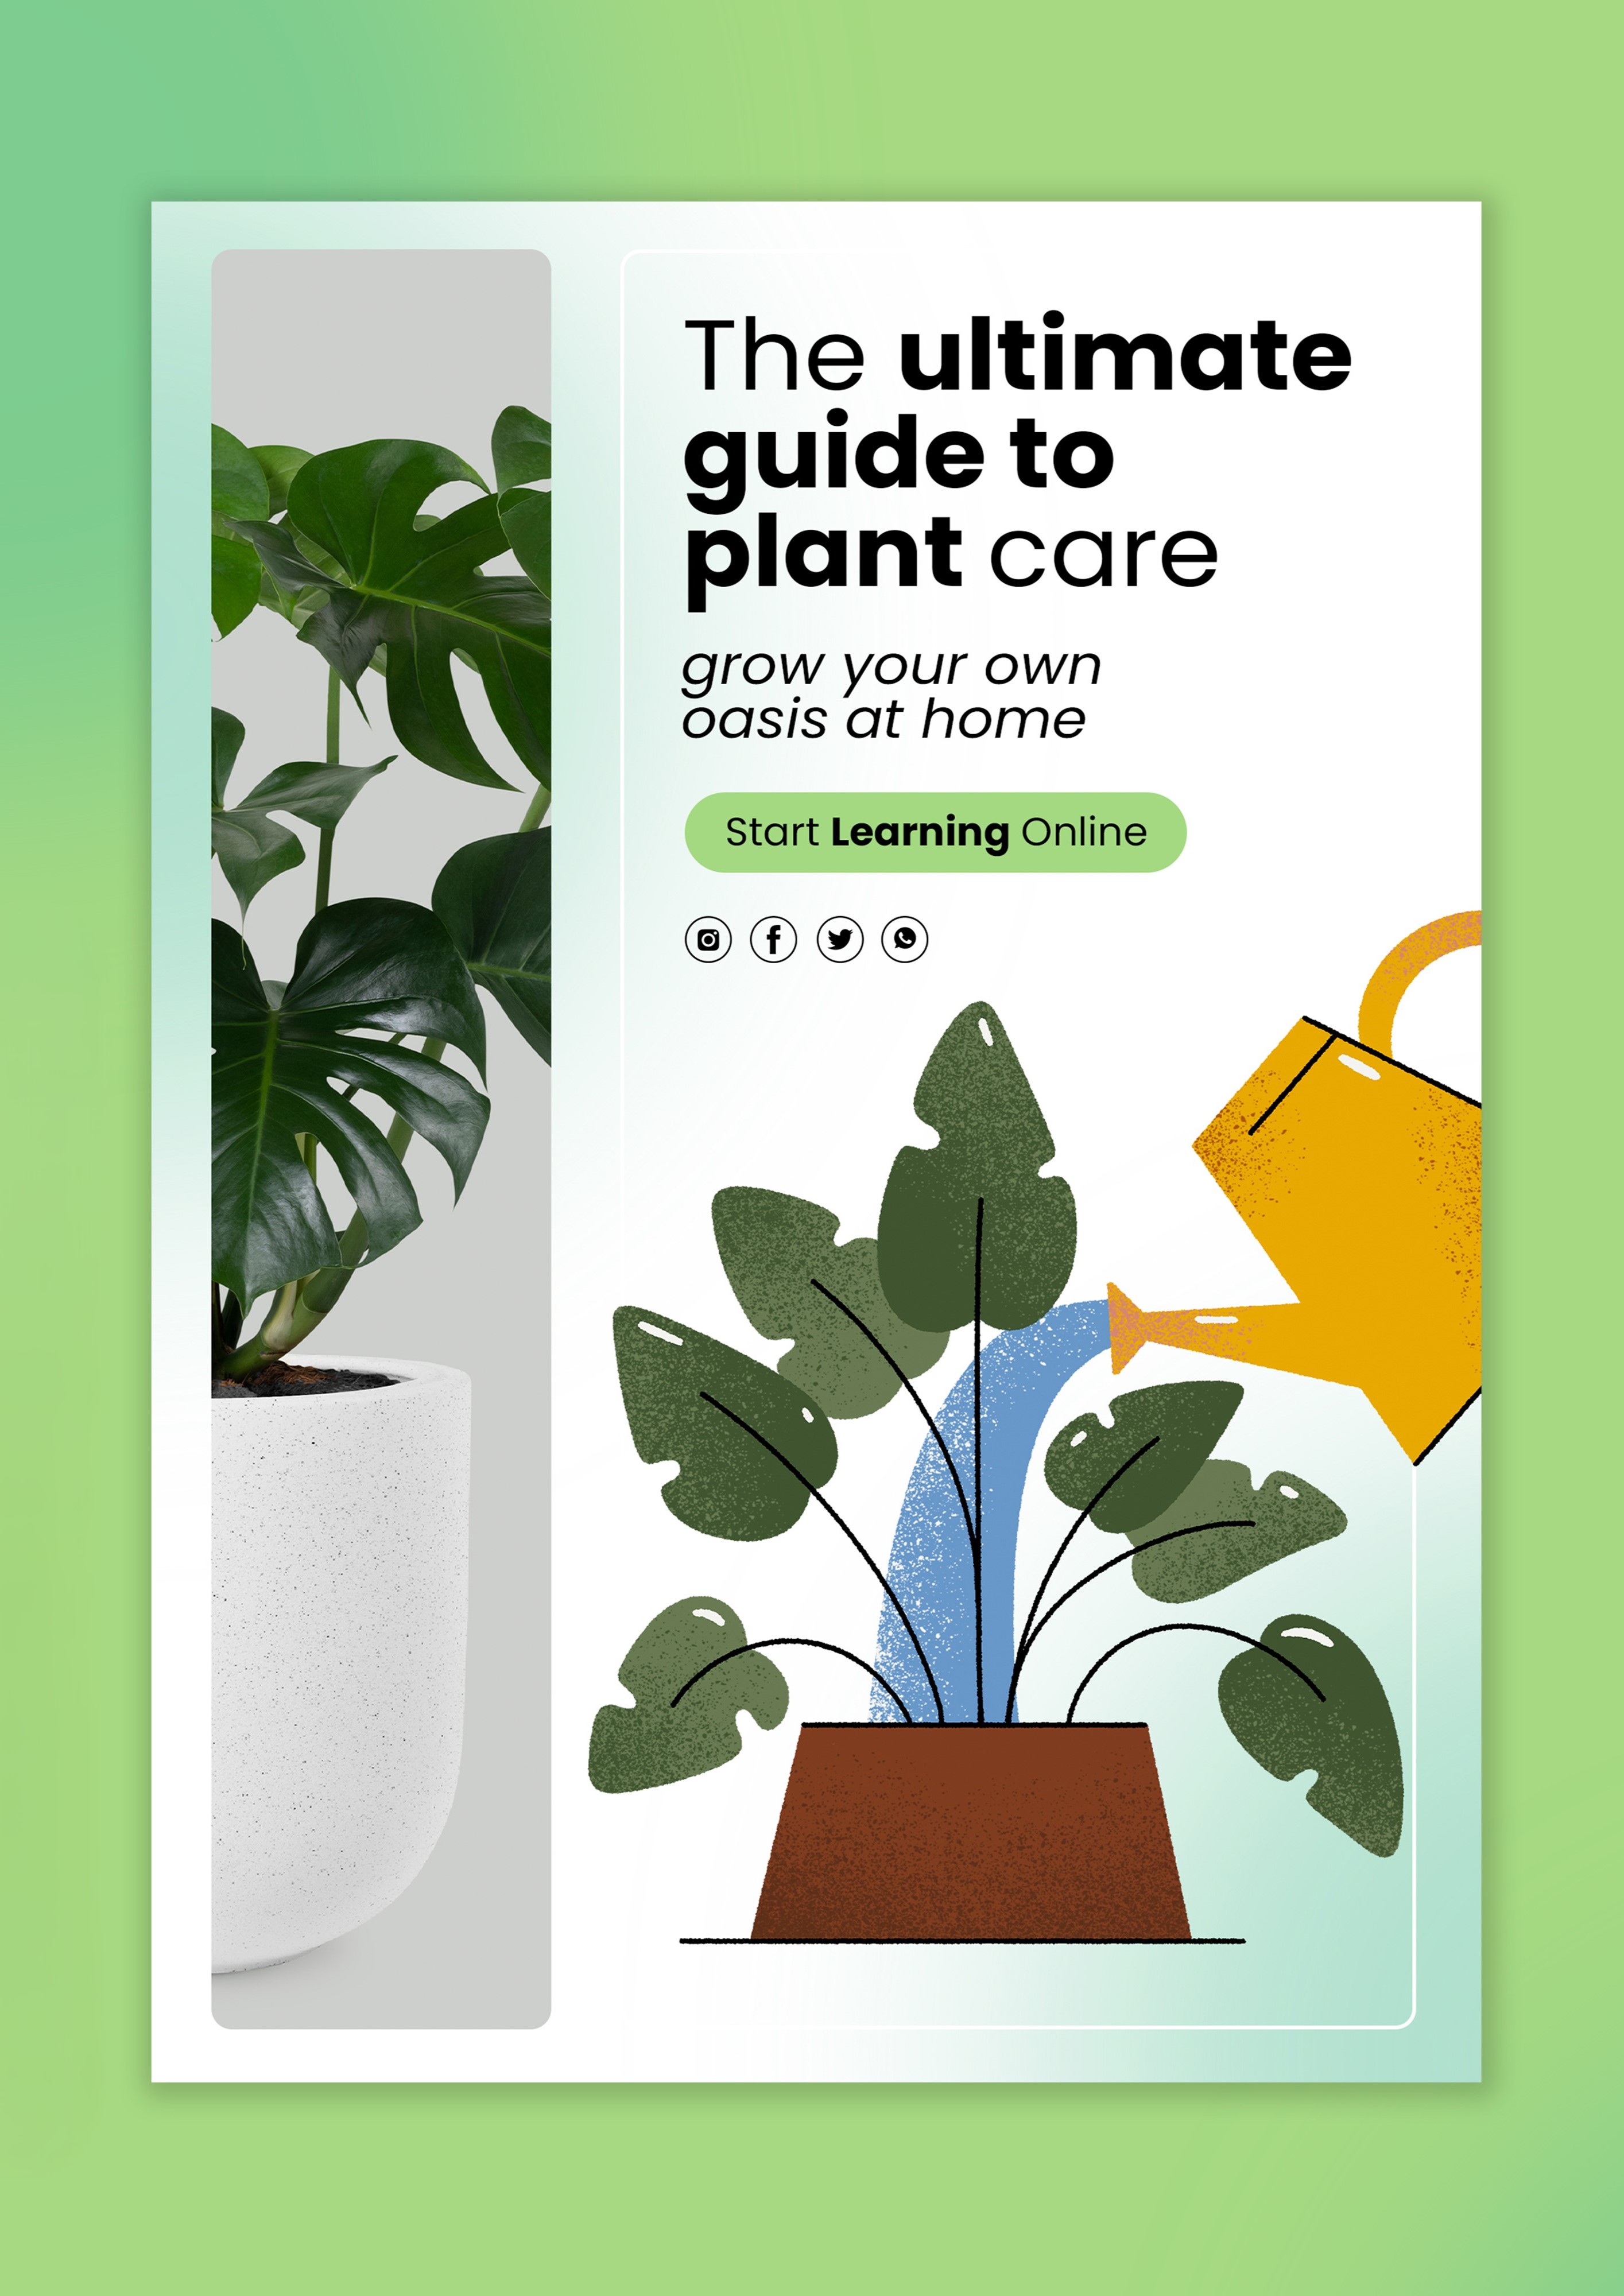 The ultimate
guide to
plant care
grow your own
oasis at home
Start Learning Online